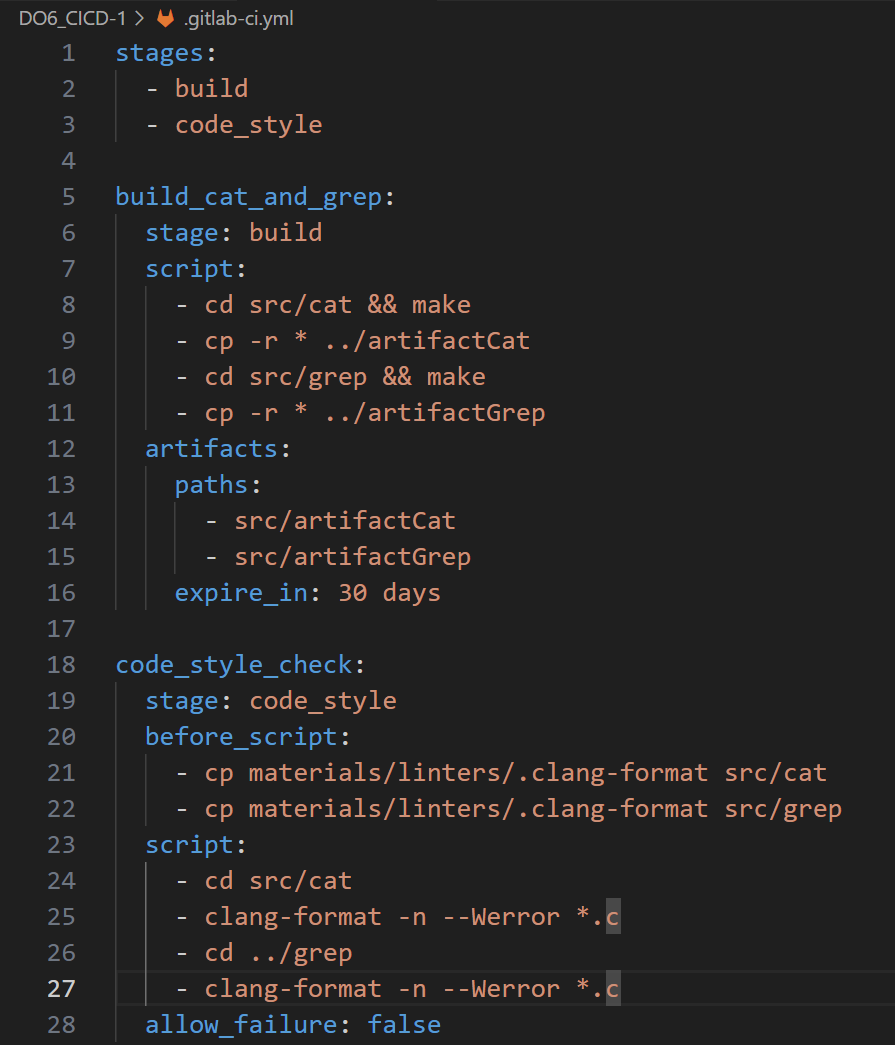 DO6_CICD-1 > .gitlab-ci.yml
1 stages:
2   - build
3   - code_style
4
5 build_cat_and_grep:
6   stage: build
7   script:
8     - cd src/cat && make
9     - cp -r * ../artifactCat
10     - cd src/grep && make
11     - cp -r * ../artifactGrep
12   artifacts:
13     paths:
14       - src/artifactCat
15       - src/artifactGrep
16     expire_in: 30 days
17
18 code_style_check:
19   stage: code_style
20   before_script:
21     - cp materials/linters/.clang-format src/cat
22     - cp materials/linters/.clang-format src/grep
23   script:
24     - cd src/cat
25     - clang-format -n --Werror *.c
26     - cd ../grep
27     - clang-format -n --Werror *.c
28   allow_failure: false